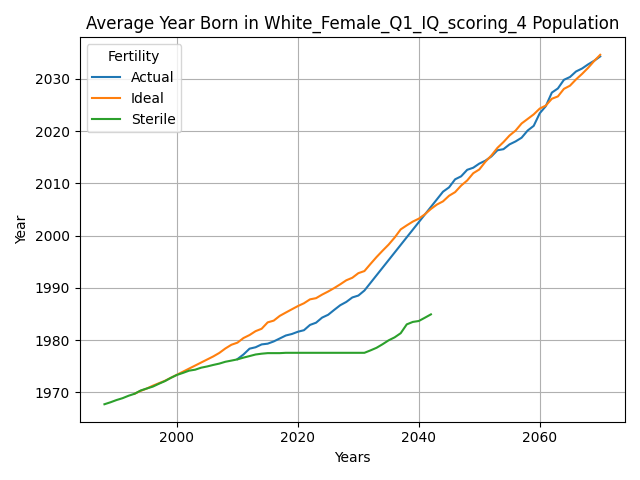 Average Year Born in White_Female_Q1_IQ_scoring_4 Population
Fertility
Actual
Ideal
Sterile
2030
2020
2010
2000
1990
1980
1970
Year
2000
2020
2040
2060
Years